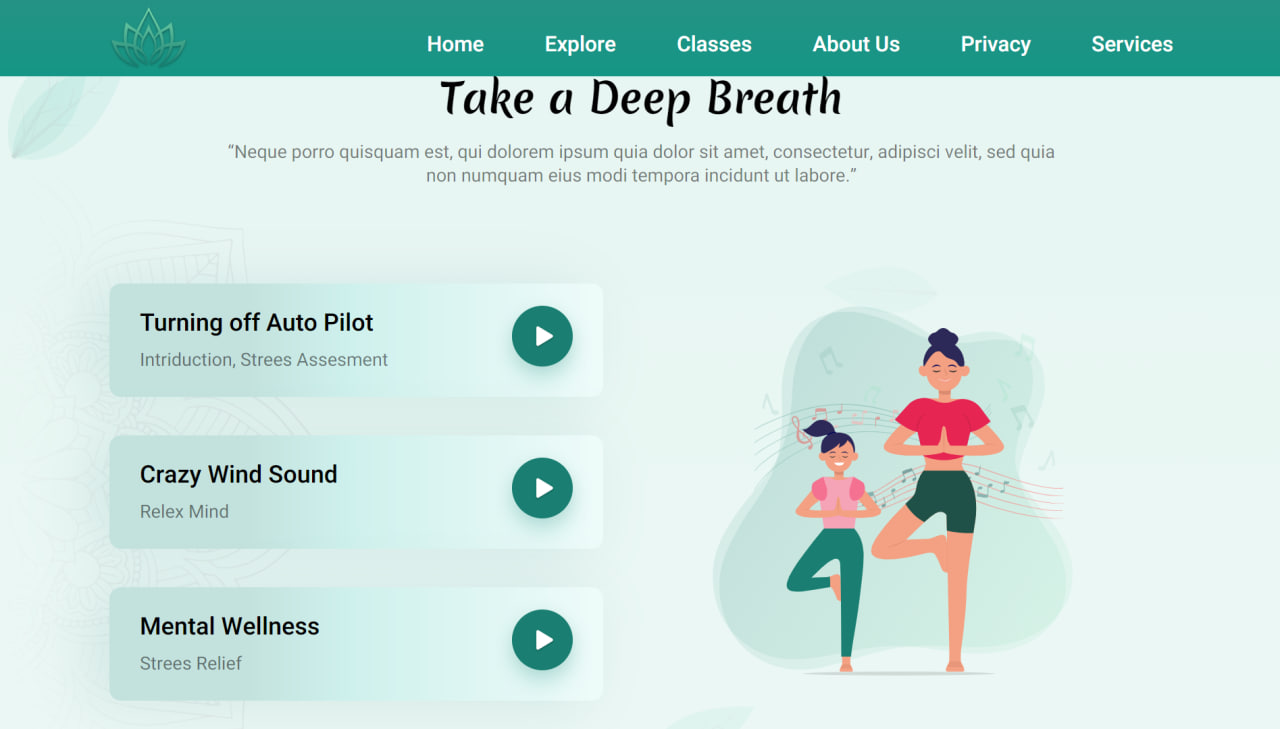 Home Explore Classes About Us Privacy Services
Take a Deep Breath
“Neque porro quisquam est, qui dolorem ipsum quia dolor sit amet, consectetur, adipisci velit, sed quia
non numquam eius modi tempora incidunt ut labore.”
Turning off Auto Pilot
Intriduction, Strees Assesment
Crazy Wind Sound
Relex Mind
Mental Wellness
Strees Relief